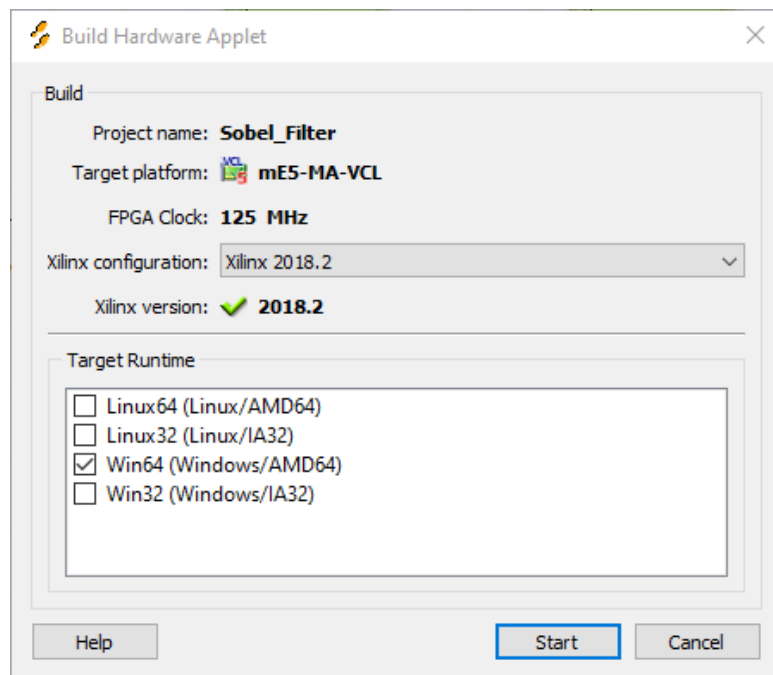 Build Hardware Applet
Build
Project name: Sobel_Filter
Target platform: VCL 5 mE5-MA-VCL
FPGA Clock: 125 MHz
Xilinx configuration: Xilinx 2018.2
Xilinx version: 2018.2
Target Runtime
Linux64 (Linux/AMD64)
Linux32 (Linux/IA32)
Win64 (Windows/AMD64)
Win32 (Windows/IA32)
Help Start Cancel